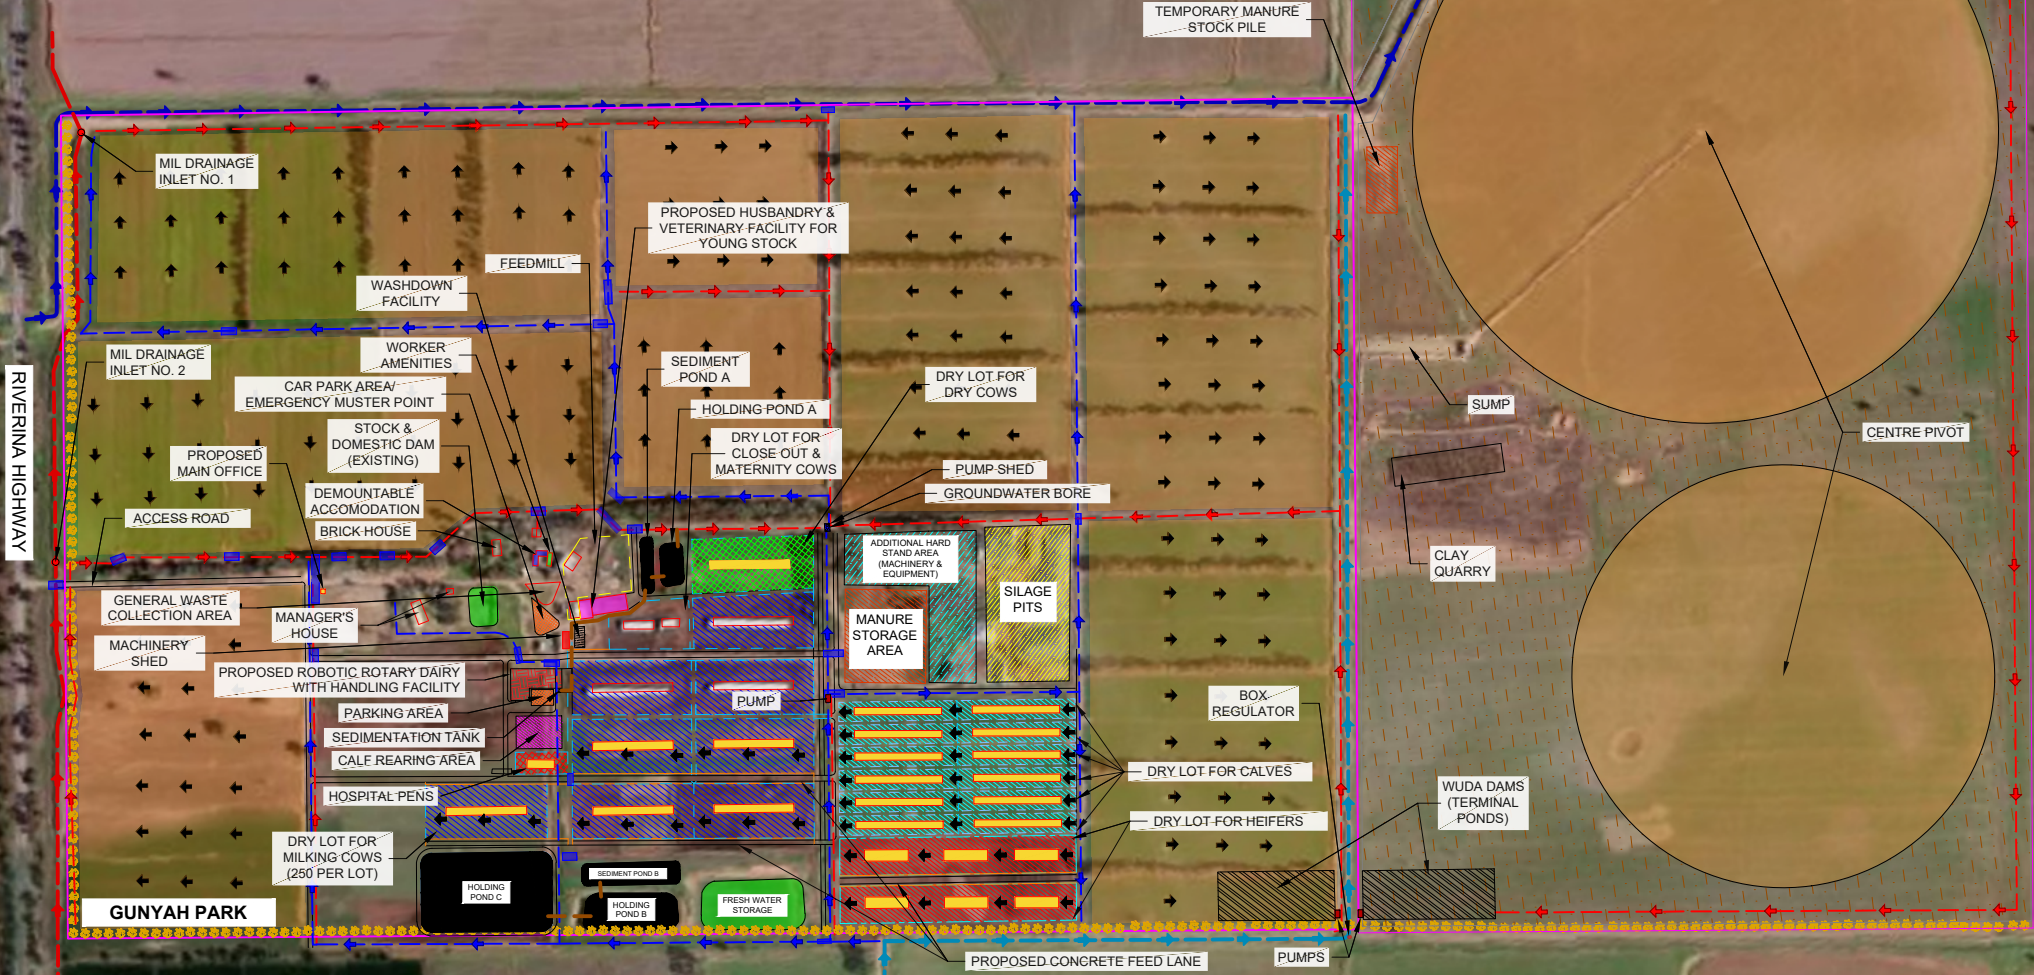 TEMPORARY MANURE
STOCK PILE
MIL DRAINAGE
INLET NO. 1
PROPOSED HUSBANDRY &
VETERINARY FACILITY FOR
YOUNG STOCK
FEEDMILL
WASHDOWN
FACILITY
MIL DRAINAGE
INLET NO. 2
WORKER
AMENITIES
SEDIMENT
POND A
DRY LOT FOR
DRY COWS
CAR PARK AREA/
EMERGENCY MUSTER POINT
HOLDING POND A
SUMP
STOCK &
DOMESTIC DAM
(EXISTING)
DRY LOT FOR
CLOSE OUT &
MATERNITY COWS
CENTRE PIVOT
PROPOSED
MAIN OFFICE
PUMP SHED
DEMOUNTABLE
ACCOMODATION
GROUNDWATER BORE
RIVERINNA HIGHWAY
ACCESS ROAD
BRICK HOUSE
ADDITIONAL HARD
STAND AREA
(MACHINERY &
EQUIPMENT)
CLAY
QUARRY
SILAGE
PITS
GENERAL WASTE
COLLECTION AREA
MANAGER'S
HOUSE
MANURE
STORAGE
AREA
MACHINERY
SHED
PROPOSED ROBOTIC ROTARY DAIRY
WITH HANDLING FACILITY
PUMP
BOX
REGULATOR
PARKING AREA
SEDIMENTATION TANK
CALF REARING AREA
DRY LOT FOR CALVES
HOSPITAL PENS
WUDA DAMS
(TERMINAL
PONDS)
DRY LOT FOR HEIFERS
DRY LOT FOR
MILKING COWS
(250 PER LOT)
SEDIMENT POND B
HOLDING
POND C
HOLDING
POND B
FRESH WATER
STORAGE
GUNYAH PARK
PROPOSED CONCRETE FEED LANE
PUMPS